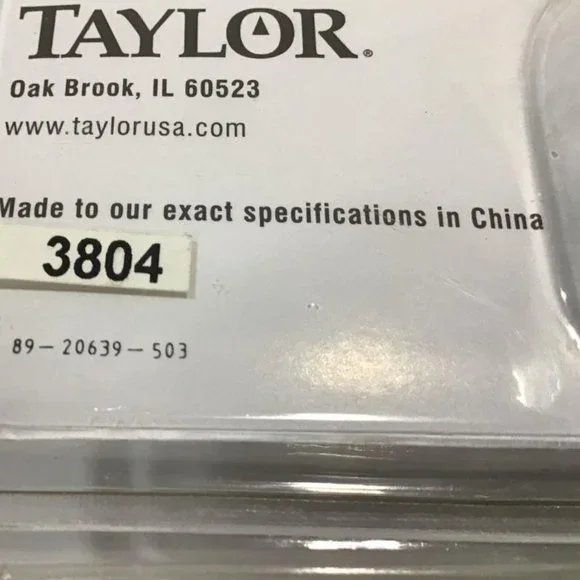 TAYLOR®
Oak Brook, IL 60523
www.taylorusa.com
Made to our exact specifications in China
3804
89-20639-503